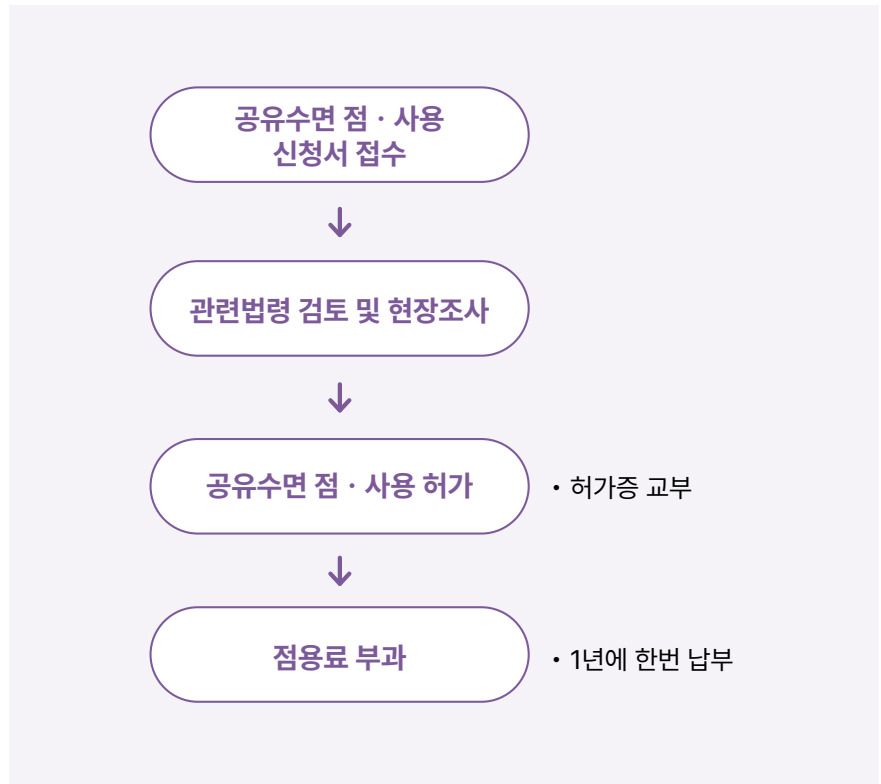 공유수면 점 · 사용
신청서 접수
관련법령 검토 및 현장조사
공유수면 점 · 사용 허가
• 허가증 교부
점용료 부과
• 1년에 한번 납부